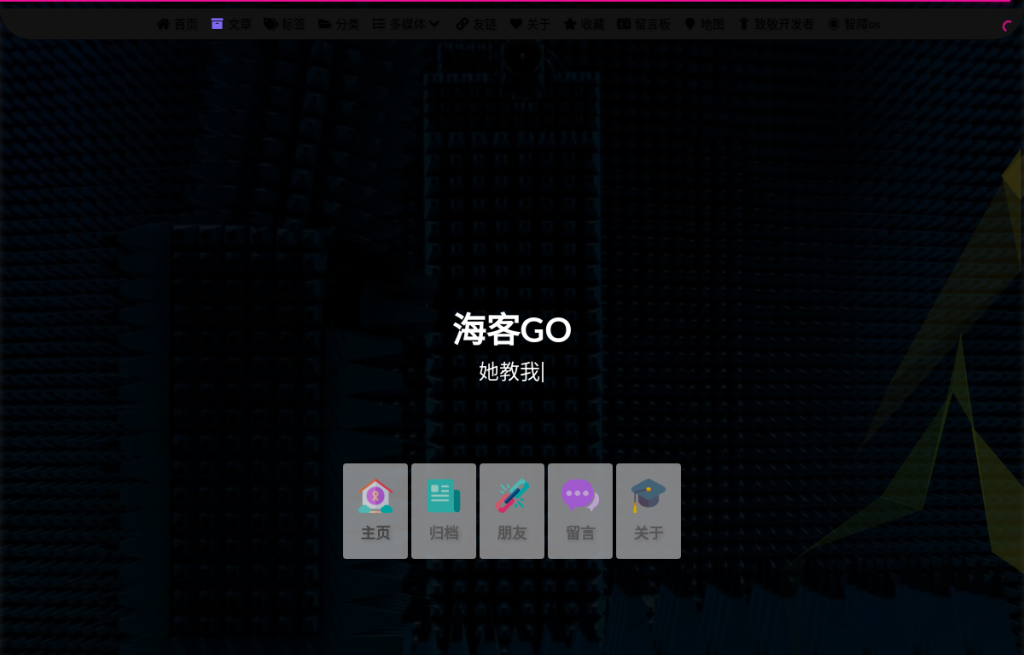 首页 文章 标签 分类 多媒体 友链 关于 收藏 留言板 地图 致敬开发者 智障os
海客GO
她教我
主页 归档 朋友 留言 关于